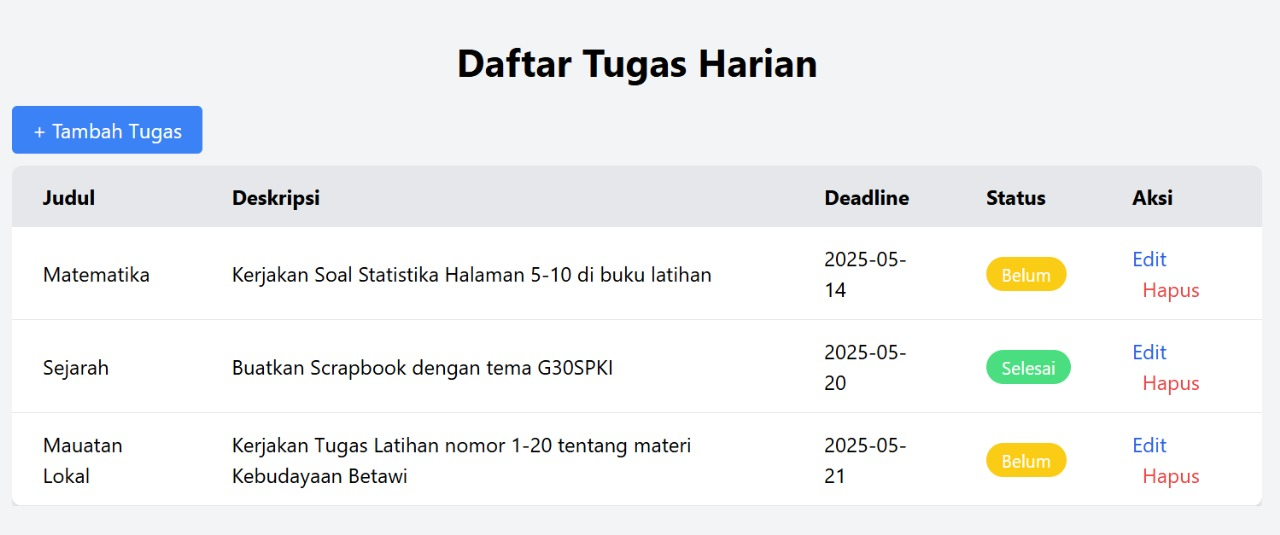 Daftar Tugas Harian
+ Tambah Tugas
Judul Deskripsi Deadline Status Aksi
Matematika Kerjakan Soal Statistika Halaman 5-10 di buku latihan 2025-05-14 Belum Edit Hapus
Sejarah Buatkan Scrapbook dengan tema G30SPKI 2025-05-20 Selesai Edit Hapus
Mauatan Lokal Kerjakan Tugas Latihan nomor 1-20 tentang materi Kebudayaan Betawi 2025-05-21 Belum Edit Hapus